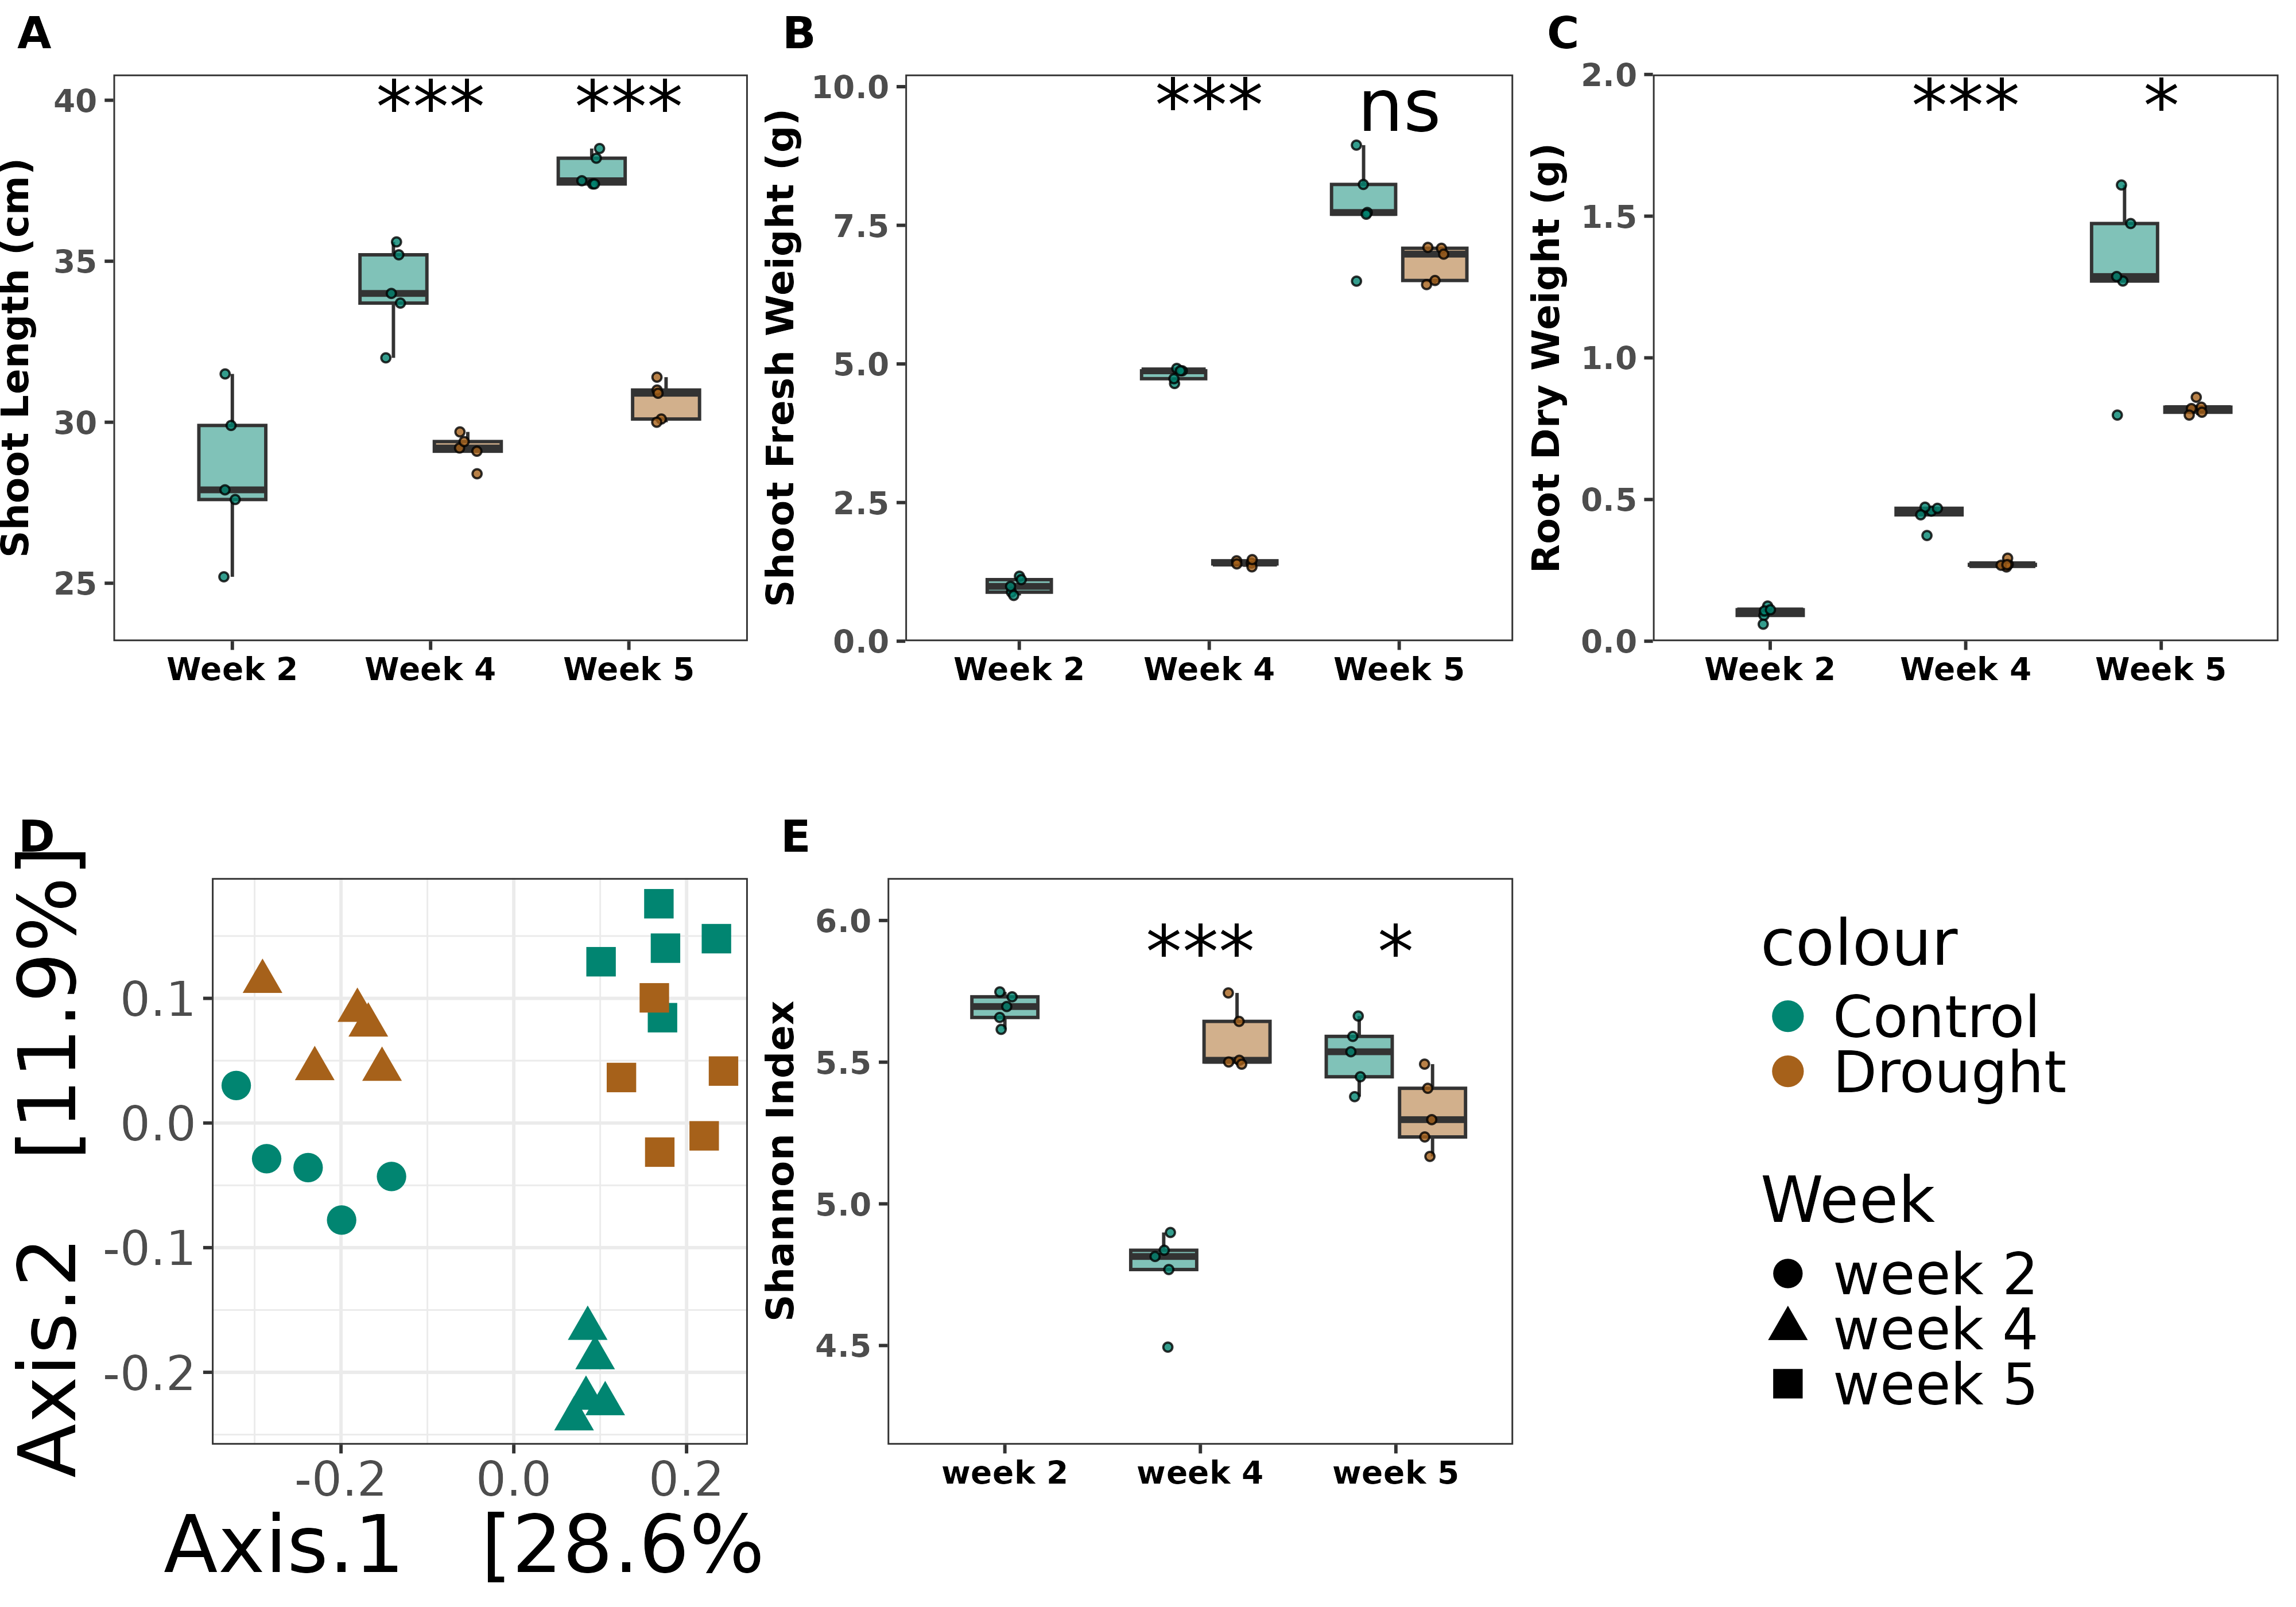 A
B
C
Shoot Length (cm)
40
35
30
25
***
***
Week 2
Week 4
Week 5
Shoot Fresh Weight (g)
10.0
7.5
5.0
2.5
0.0
***
ns
Week 2
Week 4
Week 5
Root Dry Weight (g)
2.0
1.5
1.0
0.5
0.0
***
*
Week 2
Week 4
Week 5
D
E
Axis.2 [11.9%]
0.1
0.0
-0.1
-0.2
-0.2
0.0
0.2
Axis.1 [28.6%
Shannon Index
6.0
5.5
5.0
4.5
***
*
week 2
week 4
week 5
colour
Control
Drought
Week
week 2
week 4
week 5